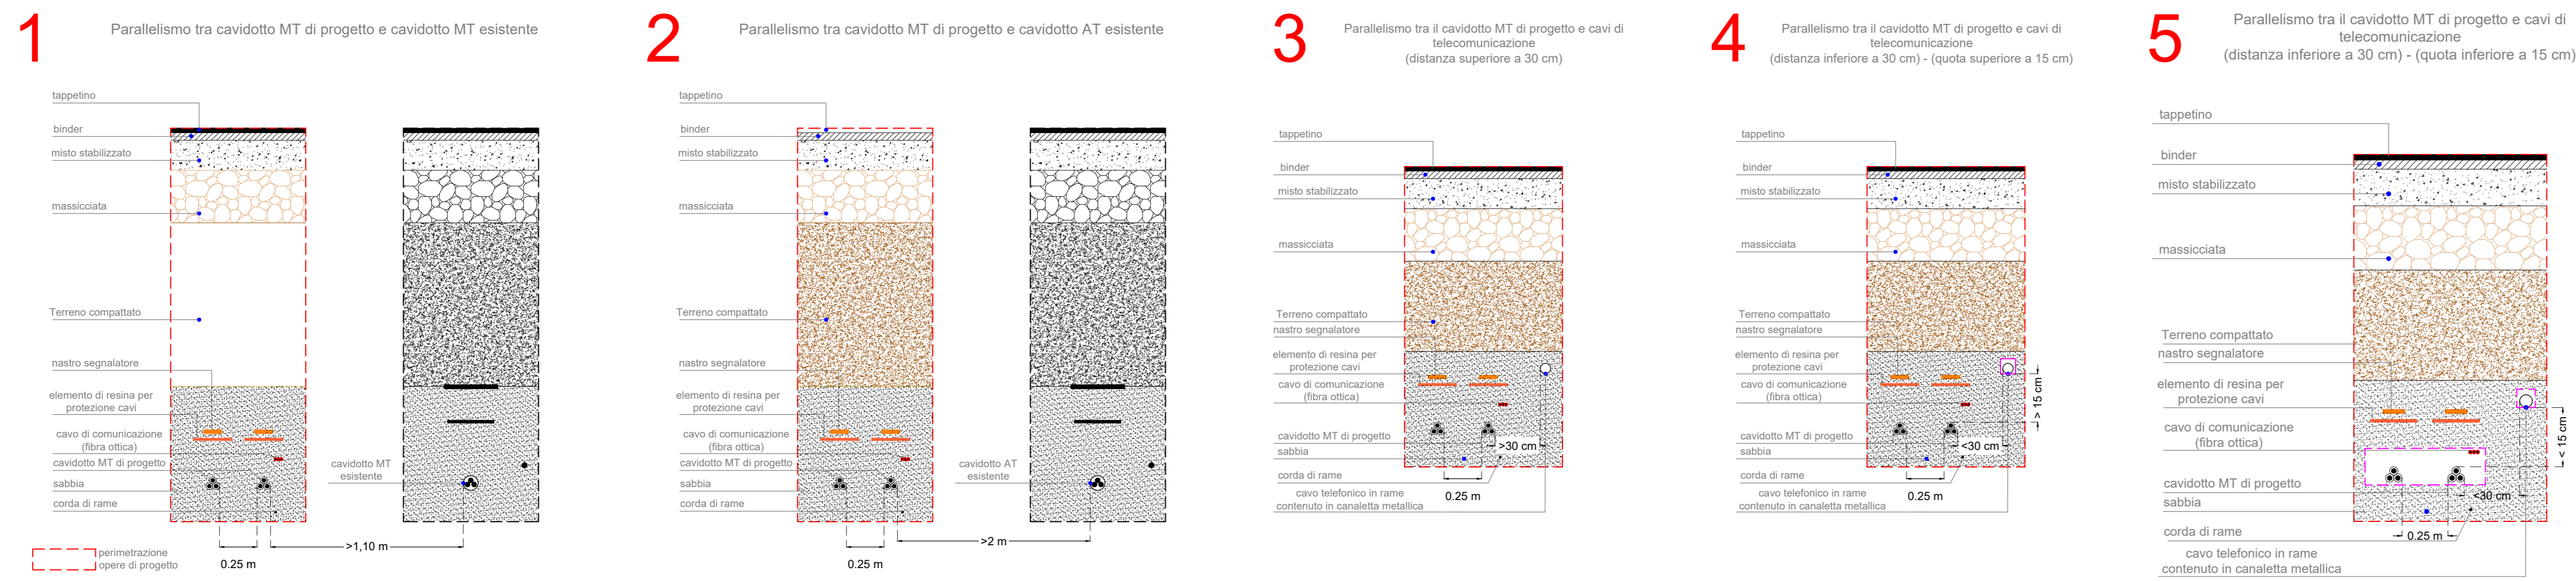 1
Parallelismo tra cavidotto MT di progetto e cavidotto MT esistente
tappetino
binder
misto stabilizzato
massicciata
Terreno compattato
nastro segnalatore
elemento di resina per
protezione cavi
cavo di comunicazione
(fibra ottica)
cavidotto MT di progetto
sabbia
corda di rame
cavidotto MT
esistente
>1,10 m
0.25 m
perimetrazione
opere di progetto
2
Parallelismo tra cavidotto MT di progetto e cavidotto AT esistente
tappetino
binder
misto stabilizzato
massicciata
Terreno compattato
nastro segnalatore
elemento di resina per
protezione cavi
cavo di comunicazione
(fibra ottica)
cavidotto MT di progetto
sabbia
corda di rame
cavidotto AT
esistente
>2 m
0.25 m
3
Parallelismo tra il cavidotto MT di progetto e cavi di
telecomunicazione
(distanza superiore a 30 cm)
tappetino
binder
misto stabilizzato
massicciata
Terreno compattato
nastro segnalatore
elemento di resina per
protezione cavi
cavo di comunicazione
(fibra ottica)
cavidotto MT di progetto
sabbia
corda di rame
cavo telefonico in rame
contenuto in canaletta metallica
>30 cm
0.25 m
4
Parallelismo tra il cavidotto MT di progetto e cavi di
telecomunicazione
(distanza inferiore a 30 cm) - (quota superiore a 15 cm)
tappetino
binder
misto stabilizzato
massicciata
Terreno compattato
nastro segnalatore
elemento di resina per
protezione cavi
cavo di comunicazione
(fibra ottica)
cavidotto MT di progetto
sabbia
corda di rame
cavo telefonico in rame
contenuto in canaletta metallica
> 15 cm
<30 cm
0.25 m
5
Parallelismo tra il cavidotto MT di progetto e cavi di
telecomunicazione
(distanza inferiore a 30 cm) - (quota inferiore a 15 cm)
tappetino
binder
misto stabilizzato
massicciata
Terreno compattato
nastro segnalatore
elemento di resina per
protezione cavi
cavo di comunicazione
(fibra ottica)
cavidotto MT di progetto
sabbia
corda di rame
cavo telefonico in rame
contenuto in canaletta metallica
< 15 cm
<30 cm
0.25 m